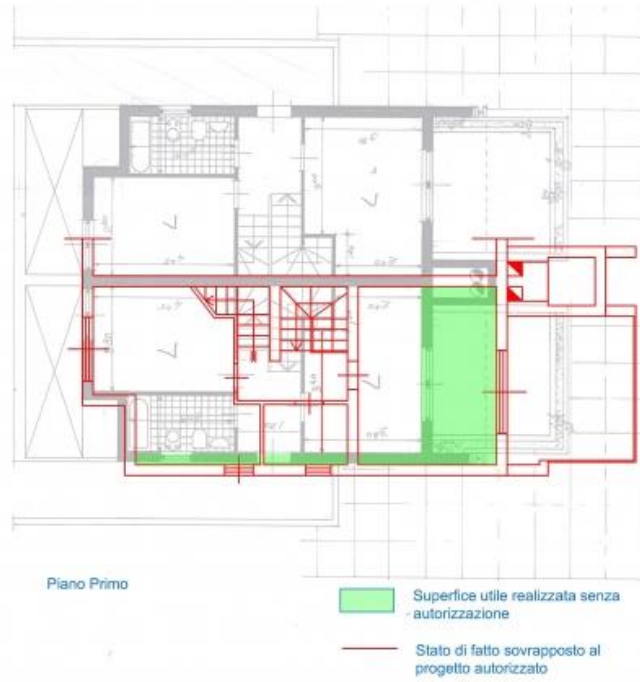 Piano Primo
Superfice utile realizzata senza
autorizzazione
Stato di fatto sovrapposto al
progetto autorizzato